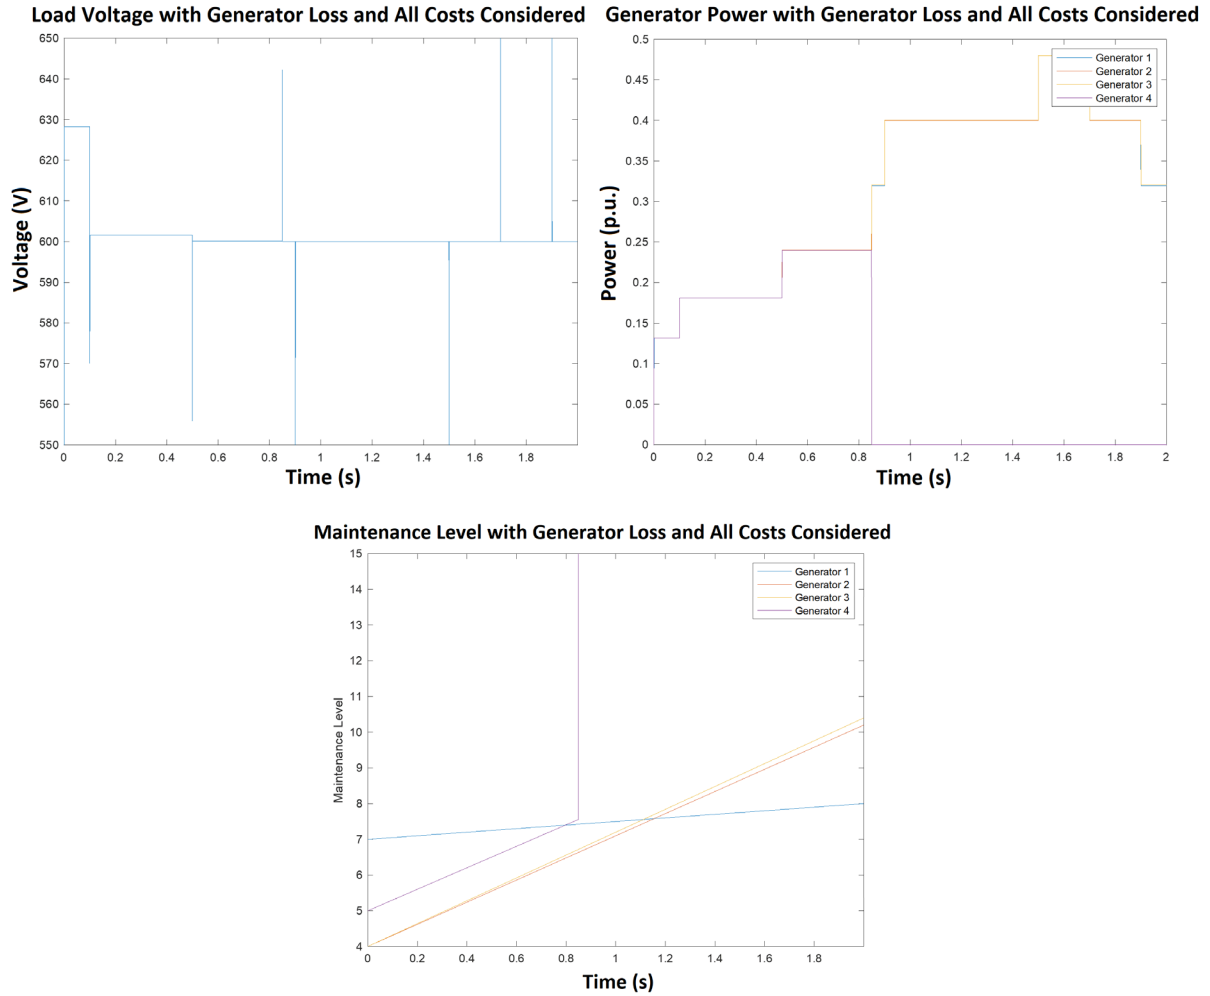 Load Voltage with Generator Loss and All Costs Considered
650
640
630
620
610
600
590
580
570
560
550
Voltage (V)
0 0.2 0.4 0.6 0.8 1 1.2 1.4 1.6 1.8
Time (s)
Generator Power with Generator Loss and All Costs Considered
0.5
0.45
0.4
0.35
0.3
0.25
0.2
0.15
0.1
0.05
0
Power (p.u.)
Generator 1
Generator 2
Generator 3
Generator 4
0 0.2 0.4 0.6 0.8 1 1.2 1.4 1.6 1.8 2
Time (s)
Maintenance Level with Generator Loss and All Costs Considered
15
14
13
12
11
10
9
8
7
6
5
4
Maintenance Level
Generator 1
Generator 2
Generator 3
Generator 4
0 0.2 0.4 0.6 0.8 1 1.2 1.4 1.6 1.8
Time (s)